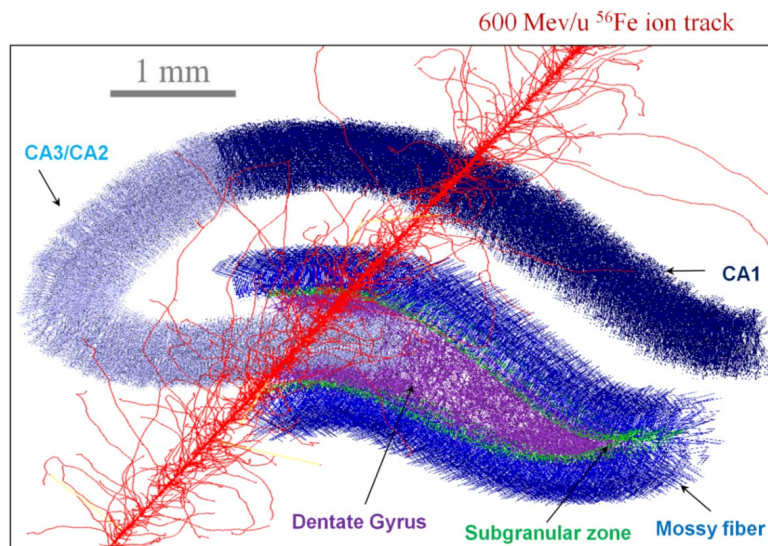 600 Mev/u ⁵⁶Fe ion track
1 mm
CA3/CA2
CA1
Dentate Gyrus
Subgranular zone
Mossy fiber